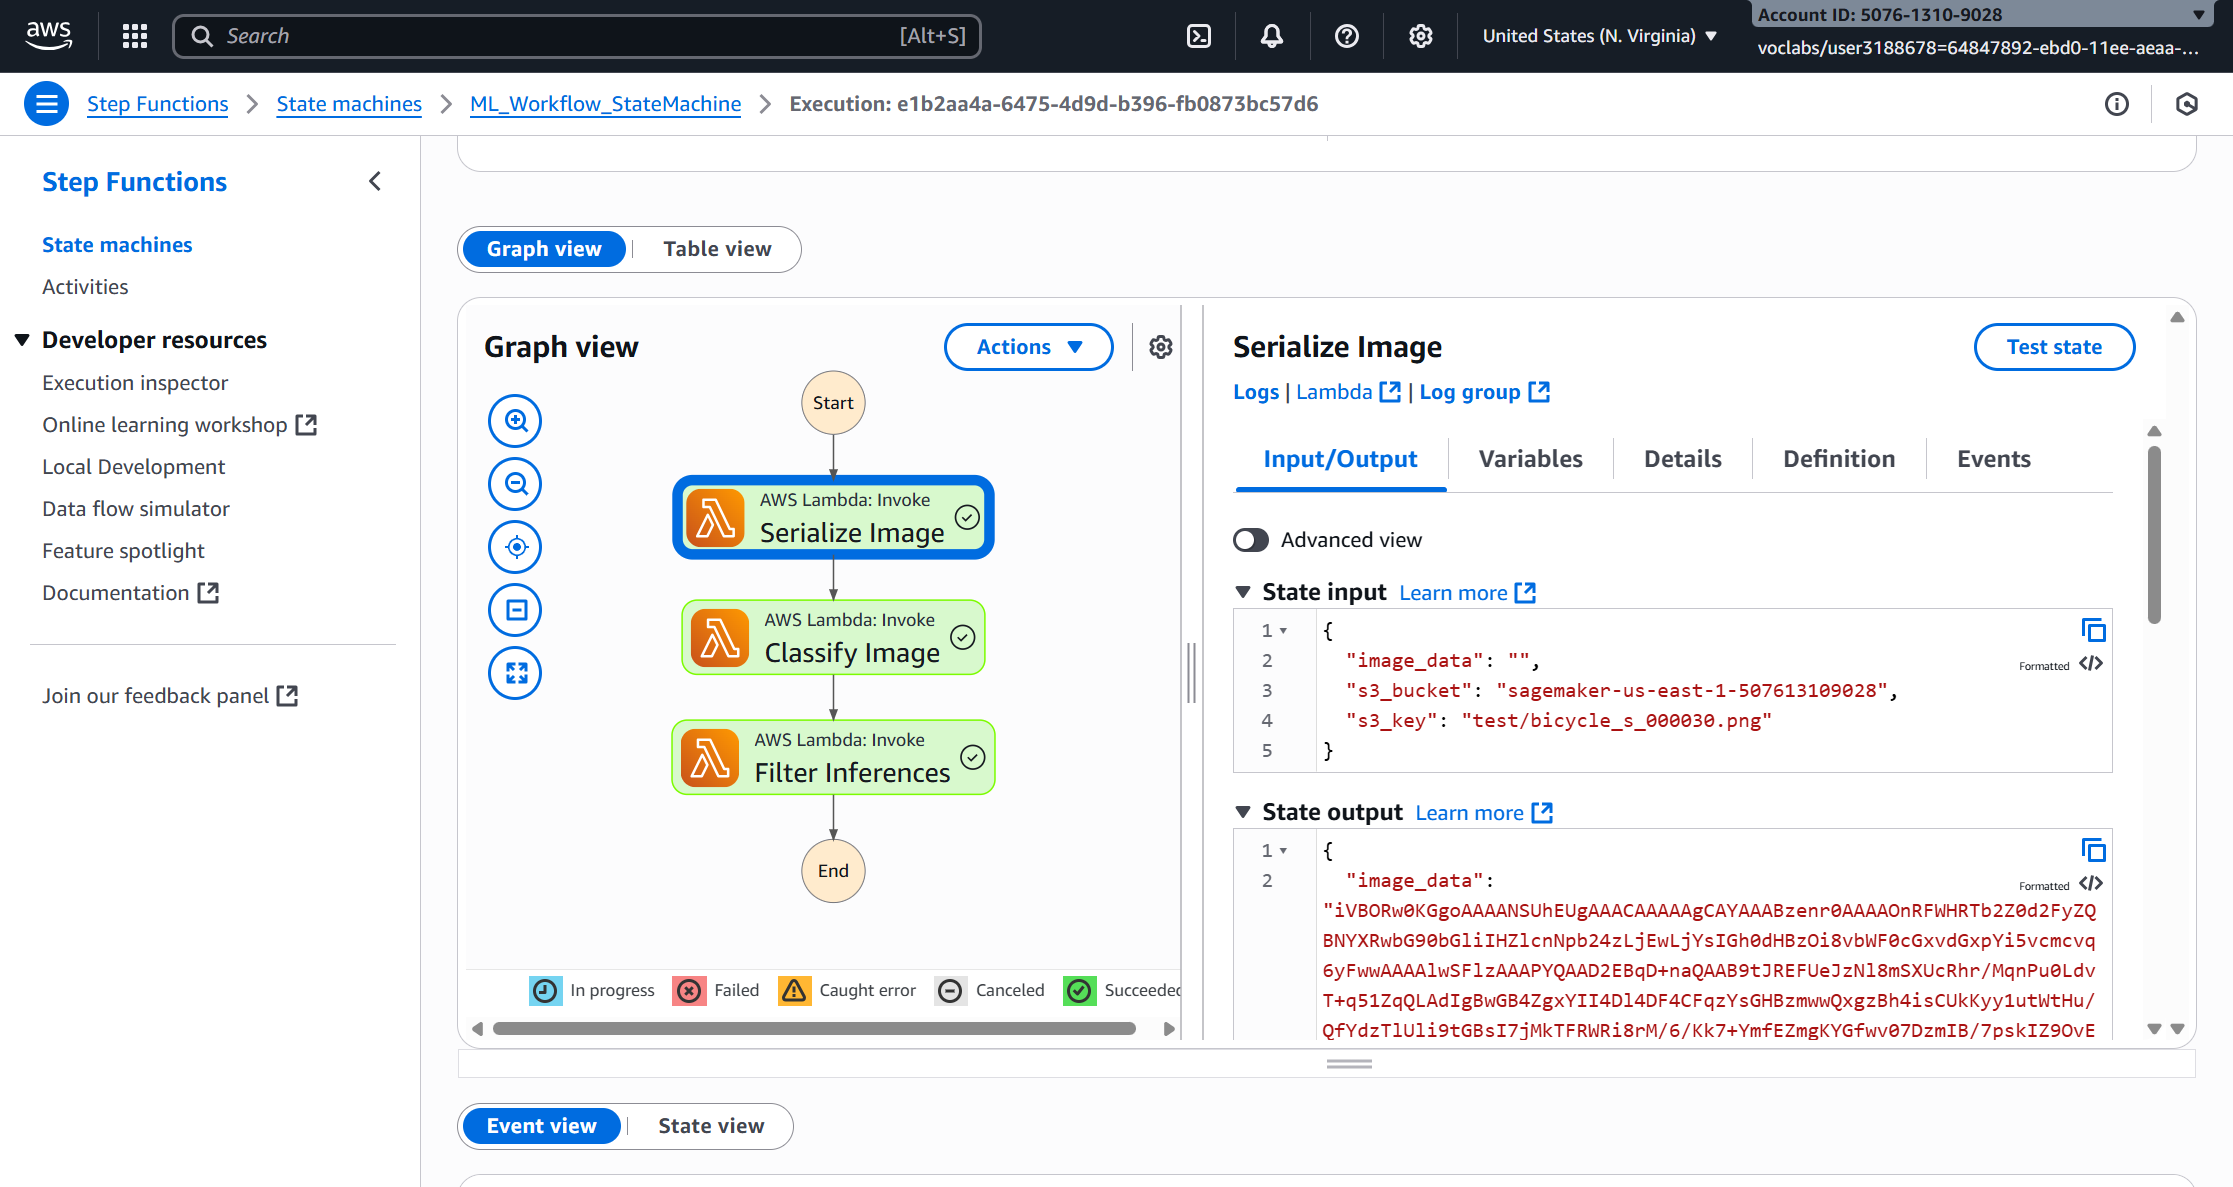 aws
Search
[Alt+S]
United States (N. Virginia)
Account ID: 5076-1310-9028
voclabs/user3188678=64847892-ebd0-11ee-aeaa-...
Step Functions
State machines
ML_Workflow_StateMachine
Execution: e1b2aa4a-6475-4d9d-b396-fb0873bc57d6
Step Functions
State machines
Activities
Developer resources
Execution inspector
Online learning workshop
Local Development
Data flow simulator
Feature spotlight
Documentation
Join our feedback panel
Graph view
Table view
Graph view
Actions
Start
AWS Lambda: Invoke
Serialize Image
AWS Lambda: Invoke
Classify Image
AWS Lambda: Invoke
Filter Inferences
End
In progress
Failed
Caught error
Canceled
Succeeded
Serialize Image
Test state
Logs | Lambda | Log group
Input/Output
Variables
Details
Definition
Events
Advanced view
State input Learn more
1 {
2 "image_data": "",
3 "s3_bucket": "sagemaker-us-east-1-507613109028",
4 "s3_key": "test/bicycle_s_000030.png"
5 }
Formatted
State output Learn more
1 {
2 "image_data":
Formatted
"iVBORw0KGgoAAAANSUhEUgAAACAAAAAgCAYAAABzenr0AAAAOnRFWHRTb2Z0d2FyZQ
BNYXRwbG90bGliIHZlcnNpb24zLjEwLjYsIGh0dHBzOi8vbWF0cGxvdGxpYi5vcmcvq
6yFwwAAAAlwSFlzAAAPYQAAD2EBqD+naQAAB9tJREFUeJzNl8mSXUcRhr/MqnPu0Ldv
T+q51ZqQLAdIgBwGB4ZgxYII4Dl4DF4CFqzYsGHBzmwwQxgzBh4isCUkKyy1utWtHu/
QfYdzTlUli9tGBsI7jMkTFRWRi8rM/6/Kk7+YmfEZmgKYGfwv07DzmIB/7pskIZ9OvE
Event view
State view